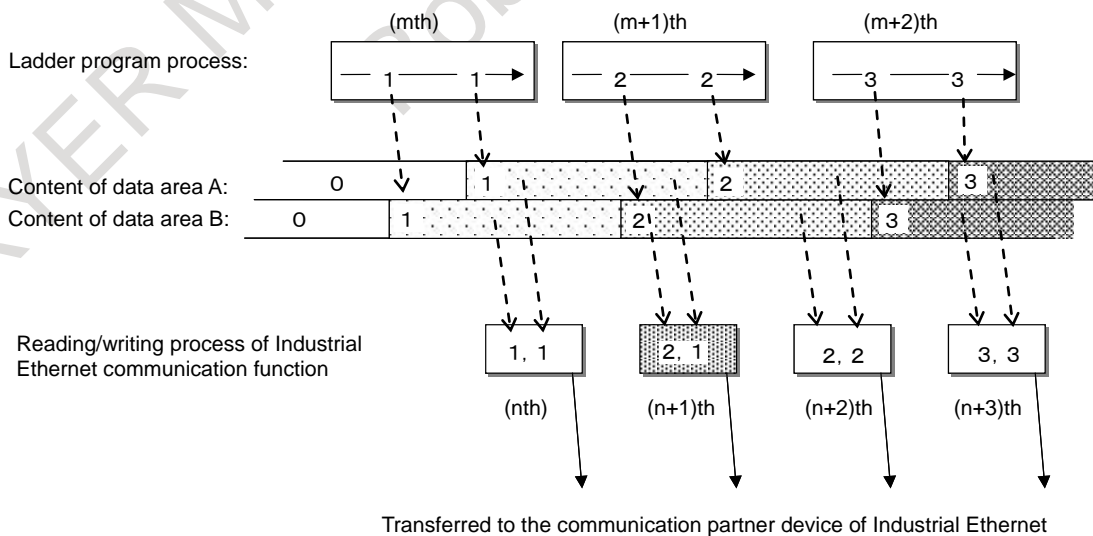 (mth) (m+1)th (m+2)th
Ladder program process:
1 1 2 2 3 3
Content of data area A: 0 1 2 3
Content of data area B: 0 1 2 3
Reading/writing process of Industrial
Ethernet communication function
1, 1 2, 1 2, 2 3, 3
(nth) (n+1)th (n+2)th (n+3)th
Transferred to the communication partner device of Industrial Ethernet